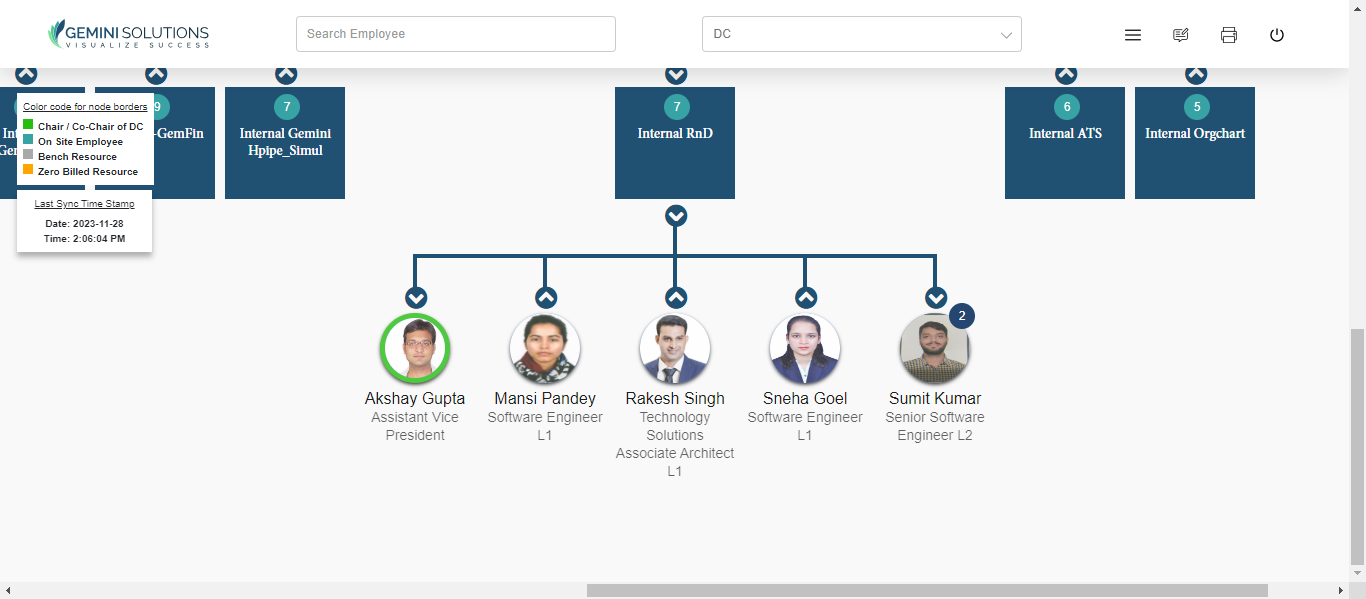 GEMINI SOLUTIONS
VISUALIZE SUCCESS
Search Employee
DC
Color code for node borders
Chair / Co-Chair of DC
On Site Employee
Bench Resource
Zero Billed Resource
Last Sync Time Stamp
Date: 2023-11-28
Time: 2:06:04 PM
9
-GemFin
7
Internal Gemini
Hpipe_Simul
7
Internal RnD
6
Internal ATS
5
Internal Orgchart
Akshay Gupta
Assistant Vice
President
Mansi Pandey
Software Engineer
L1
Rakesh Singh
Technology
Solutions
Associate Architect
L1
Sneha Goel
Software Engineer
L1
2
Sumit Kumar
Senior Software
Engineer L2